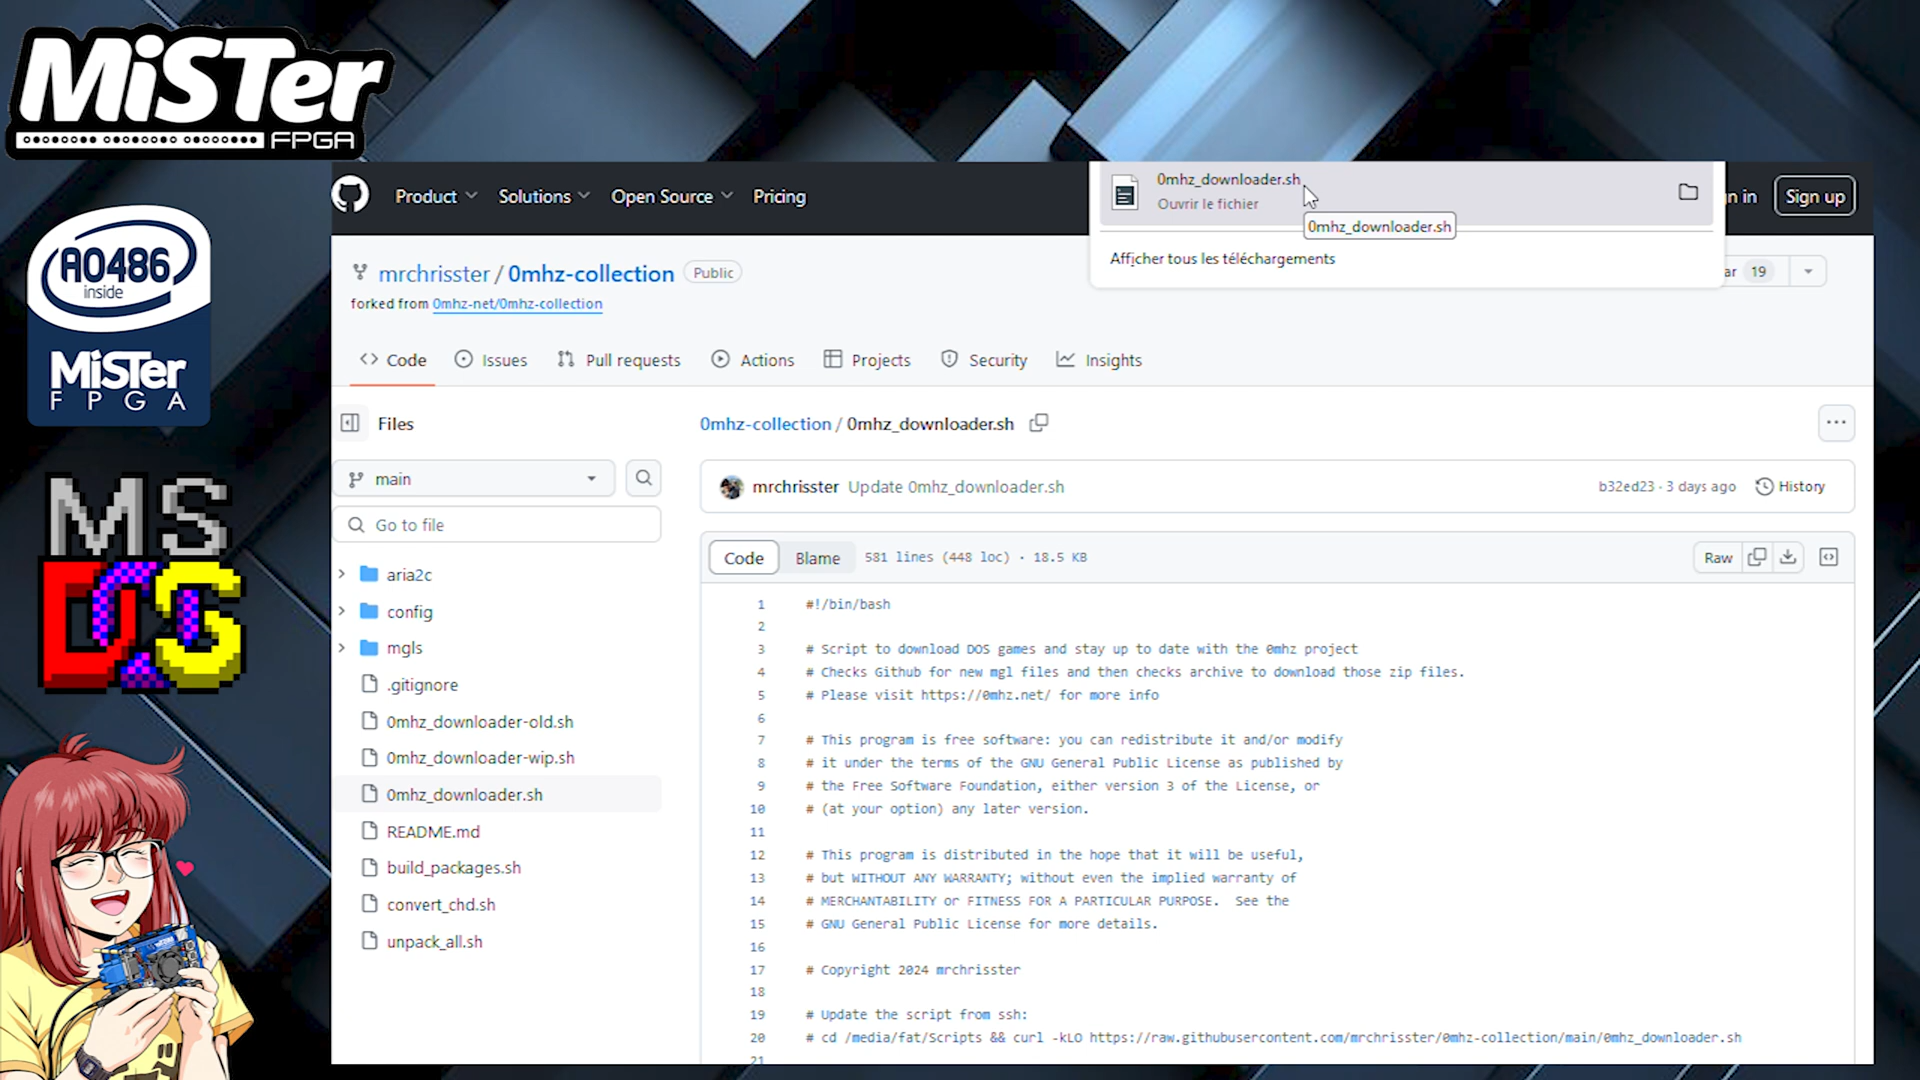 MiSTer
FPGA
AO486
inside
MiSTer
FPGA
MS
DOS
Product
Solutions
Open Source
Pricing
0mhz_downloader.sh
Ouvrir le fichier
0mhz_downloader.sh
Afficher tous les téléchargements
n in
Sign up
mrchrisster / 0mhz-collection
Public
forked from 0mhz-net/0mhz-collection
ar 19
Code
Issues
Pull requests
Actions
Projects
Security
Insights
Files
main
Go to file
aria2c
config
mgls
.gitignore
0mhz_downloader-old.sh
0mhz_downloader-wip.sh
0mhz_downloader.sh
README.md
build_packages.sh
convert_chd.sh
unpack_all.sh
0mhz-collection / 0mhz_downloader.sh
mrchrisster Update 0mhz_downloader.sh
b32ed23 · 3 days ago
History
Code
Blame
581 lines (448 loc) · 18.5 KB
Raw
1 #!/bin/bash
2
3 # Script to download DOS games and stay up to date with the 0mhz project
4 # Checks Github for new mgl files and then checks archive to download those zip files.
5 # Please visit https://0mhz.net/ for more info
6
7 # This program is free software: you can redistribute it and/or modify
8 # it under the terms of the GNU General Public License as published by
9 # the Free Software Foundation, either version 3 of the License, or
10 # (at your option) any later version.
11
12 # This program is distributed in the hope that it will be useful,
13 # but WITHOUT ANY WARRANTY; without even the implied warranty of
14 # MERCHANTABILITY or FITNESS FOR A PARTICULAR PURPOSE.  See the
15 # GNU General Public License for more details.
16
17 # Copyright 2024 mrchrisster
18
19 # Update the script from ssh:
20 # cd /media/fat/Scripts && curl -kLO https://raw.githubusercontent.com/mrchrisster/0mhz-collection/main/0mhz_downloader.sh
21